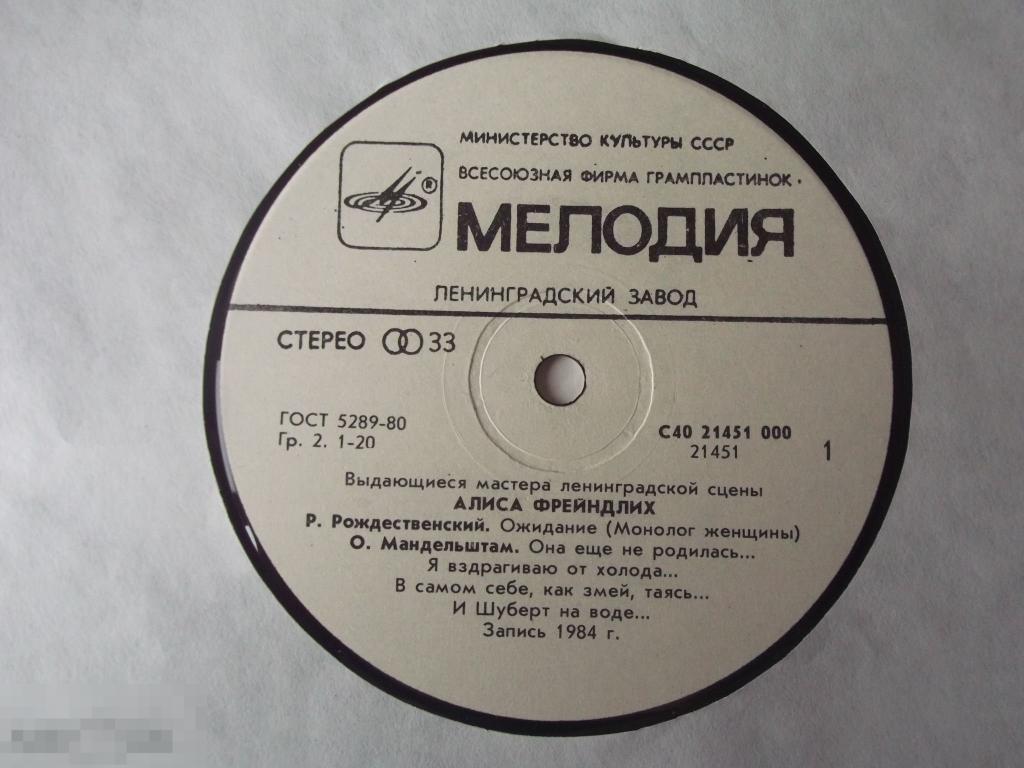 МИНИСТЕРСТВО КУЛЬТУРЫ СССР
ВСЕСОЮЗНАЯ ФИРМА ГРАМПЛАСТИНОК
®
МЕЛОДИЯ
ЛЕНИНГРАДСКИЙ ЗАВОД
СТЕРЕО 33
ГОСТ 5289-80
Гр. 2. 1-20
С40 21451 000
21451
1
Выдающиеся мастера ленинградской сцены
АЛИСА ФРЕЙНДЛИХ
Р. Рождественский. Ожидание (Монолог женщины)
О. Мандельштам. Она еще не родилась...
Я вздрагиваю от холода...
В самом себе, как змей, таясь...
И Шуберт на воде...
Запись 1984 г.